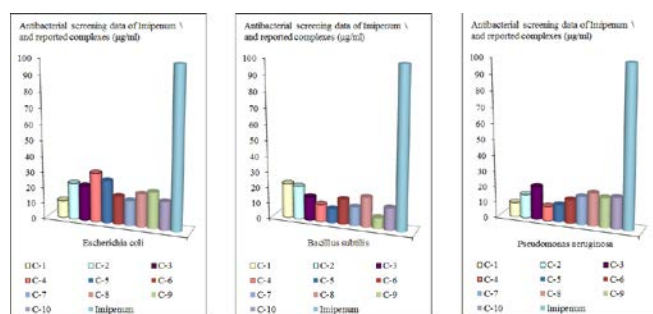 Antibacterial screening data of Imipenum \
and reported complexes (µg/ml)
100
90
80
70
60
50
40
30
20
10
0
Escherichia coli
C-1 C-2 C-3
C-4 C-5 C-6
C-7 C-8 C-9
C-10 Imipenum
Antibacterial screening data of Imipenum \
and reported complexes (µg/ml)
100
90
80
70
60
50
40
30
20
10
0
Bacillus subtilis
C-1 C-2 C-3
C-4 C-5 C-6
C-7 C-8 C-9
C-10 Imipenum
Antibacterial screening data of Imipenum \
and reported complexes (µg/ml)
100
90
80
70
60
50
40
30
20
10
0
Pseudomonas aeruginosa
C-1 C-2 C-3
C-4 C-5 C-6
C-7 C-8 C-9
C-10 Imipenum